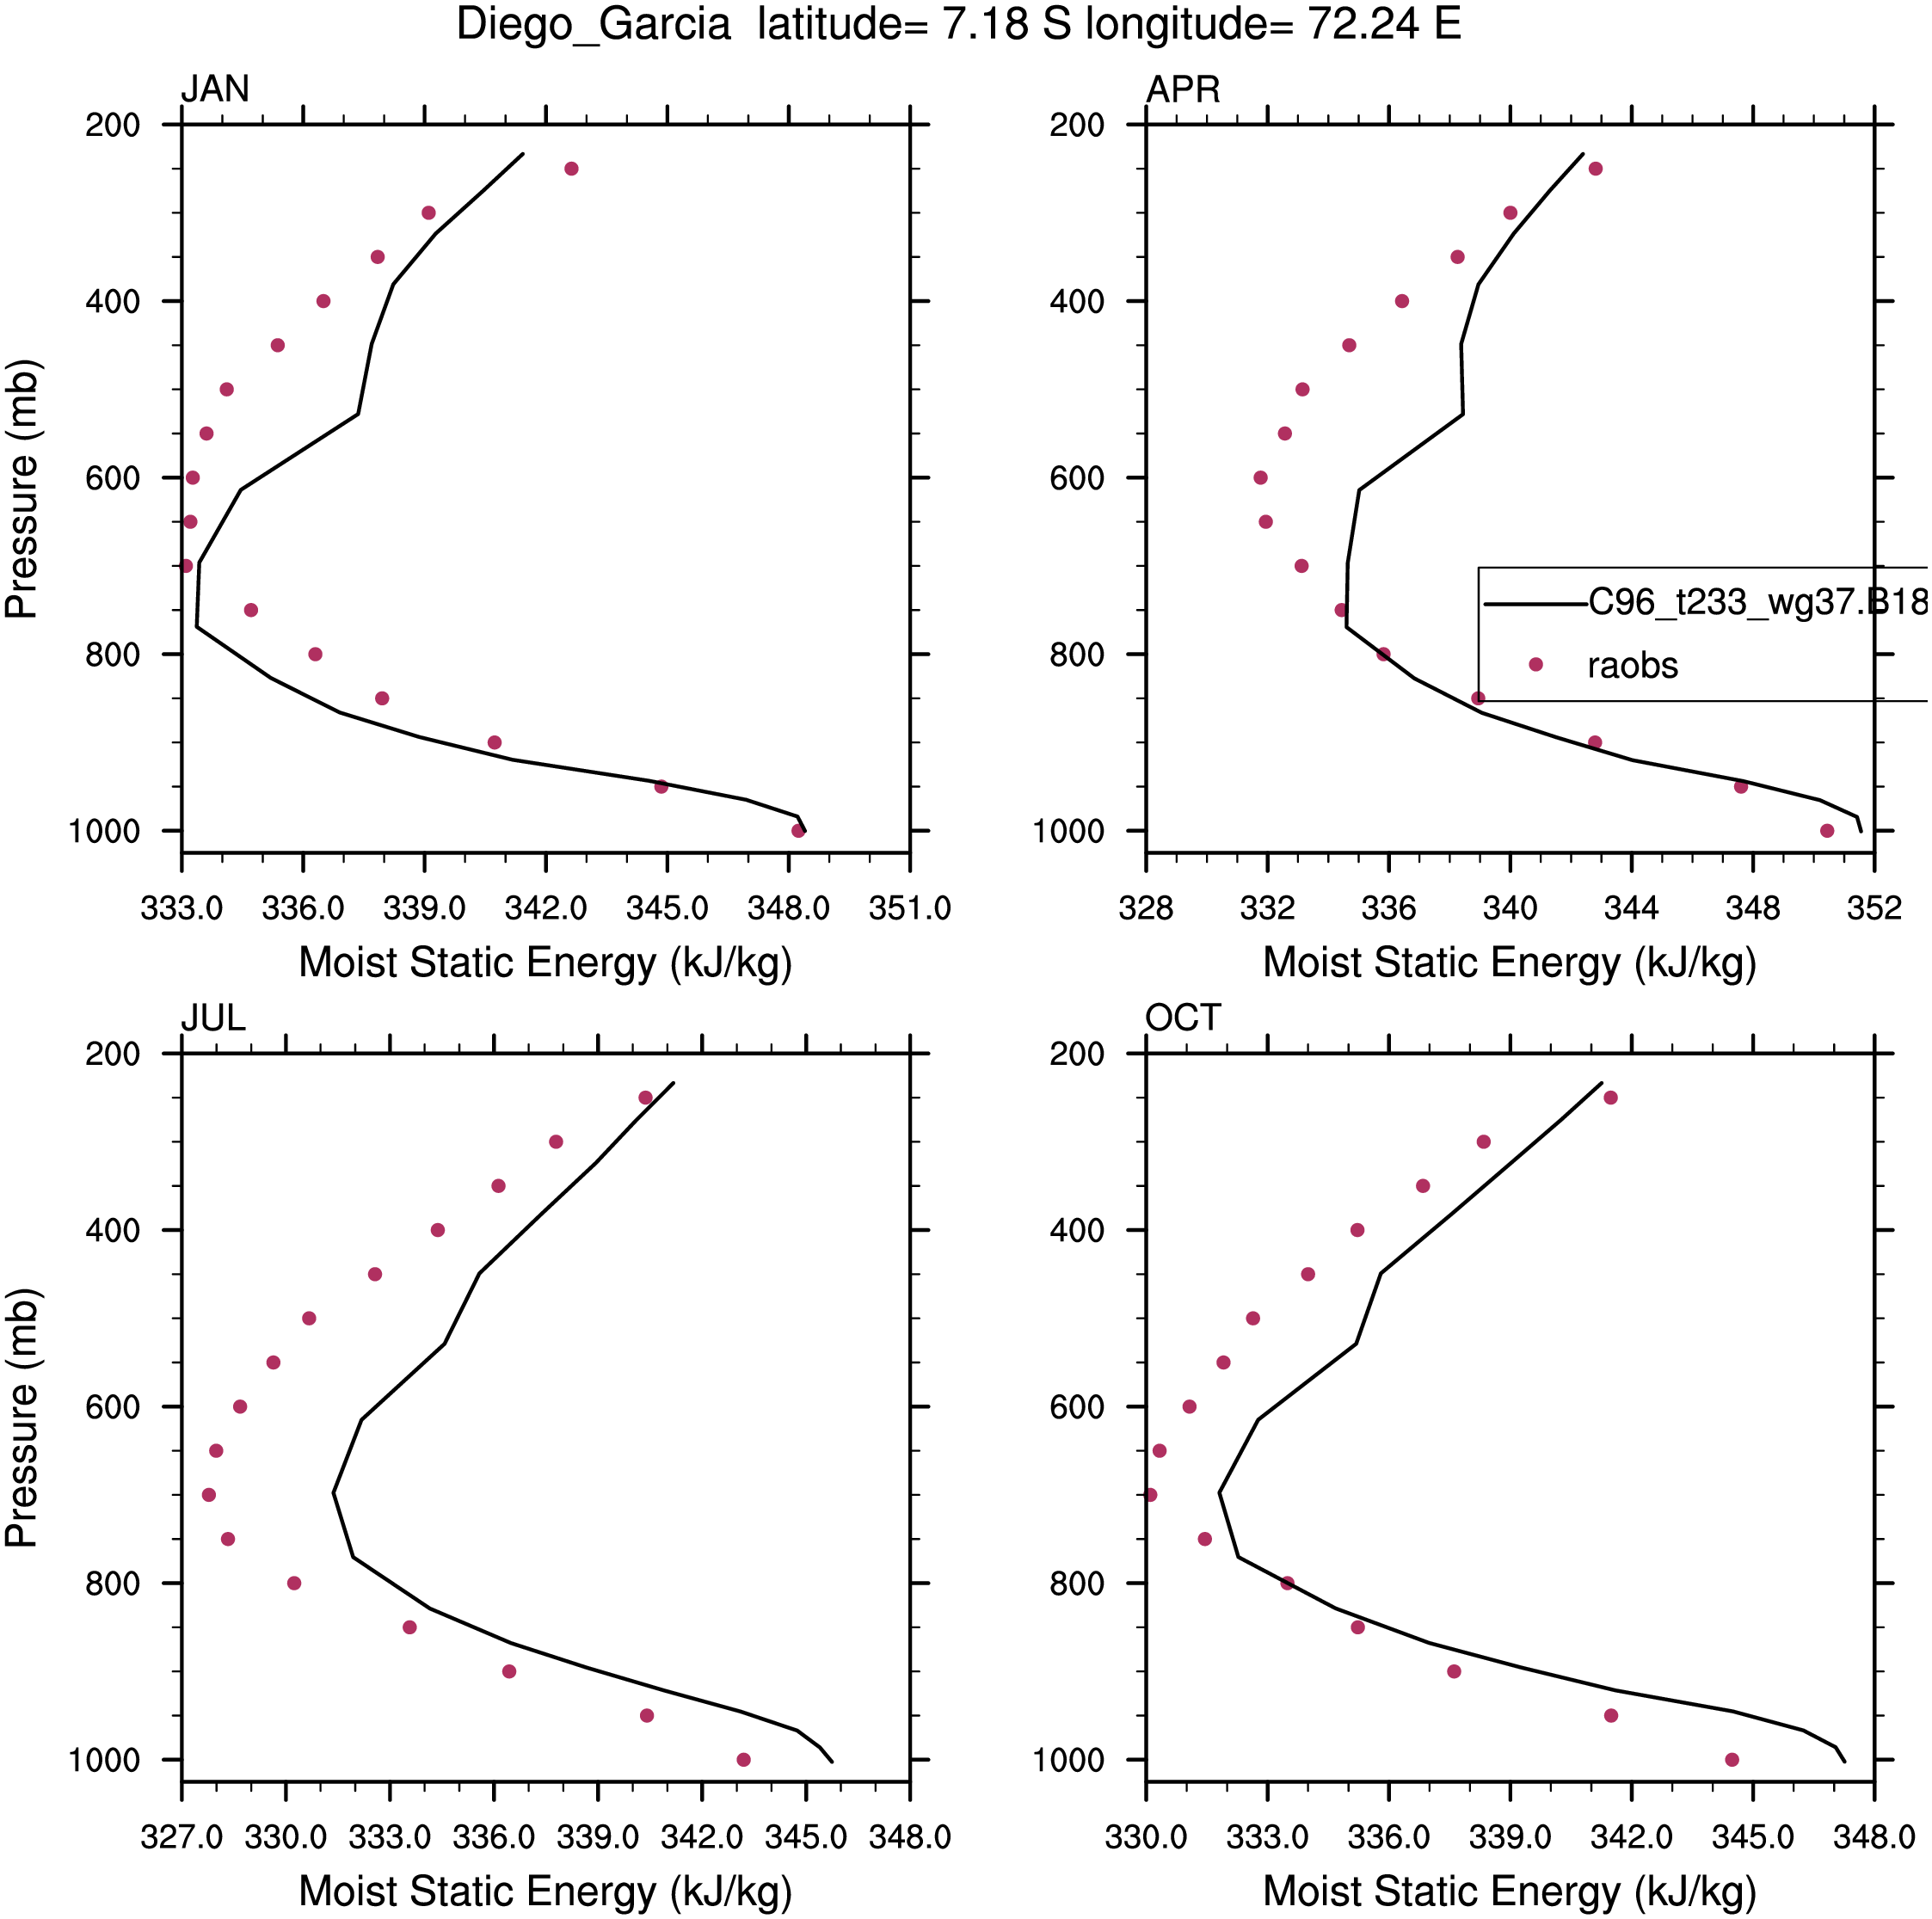 Diego_Garcia latitude= 7.18 S longitude= 72.24 E
JAN
200
400
600
800
1000
Pressure (mb)
333.0 336.0 339.0 342.0 345.0 348.0 351.0
Moist Static Energy (kJ/kg)
APR
200
400
600
800
1000
C96_t233_wg37.B18
raobs
328 332 336 340 344 348 352
Moist Static Energy (kJ/kg)
JUL
200
400
600
800
1000
Pressure (mb)
327.0 330.0 333.0 336.0 339.0 342.0 345.0 348.0
Moist Static Energy (kJ/kg)
OCT
200
400
600
800
1000
330.0 333.0 336.0 339.0 342.0 345.0 348.0
Moist Static Energy (kJ/kg)